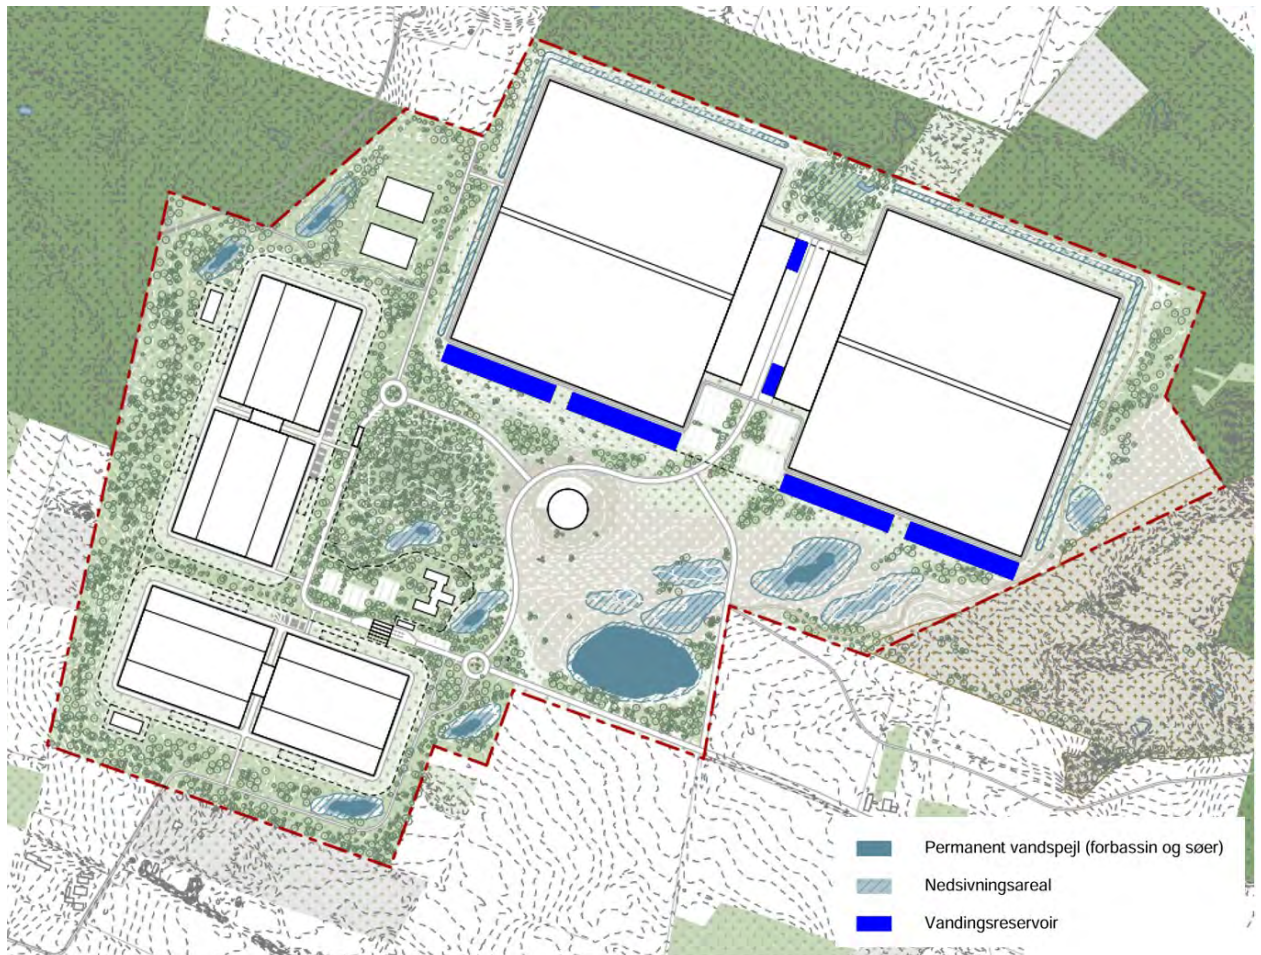 Permanent vandspejl (forbassin og søer)
Nedsivningsareal
Vandingsreservoir